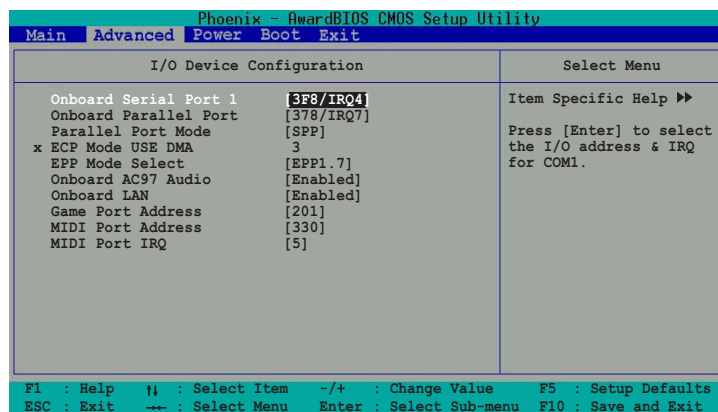 Phoenix - AwardBIOS CMOS Setup Utility
Main Advanced Power Boot Exit
I/O Device Configuration
Select Menu
Onboard Serial Port 1 [3F8/IRQ4]
Onboard Parallel Port [378/IRQ7]
Parallel Port Mode [SPP]
x ECP Mode USE DMA 3
EPP Mode Select [EPP1.7]
Onboard AC97 Audio [Enabled]
Onboard LAN [Enabled]
Game Port Address [201]
MIDI Port Address [330]
MIDI Port IRQ [5]
Item Specific Help ▶▶
Press [Enter] to select
the I/O address & IRQ
for COM1.
F1 : Help ↑↓ : Select Item -/+ : Change Value F5 : Setup Defaults
ESC : Exit →← : Select Menu Enter : Select Sub-menu F10 : Save and Exit